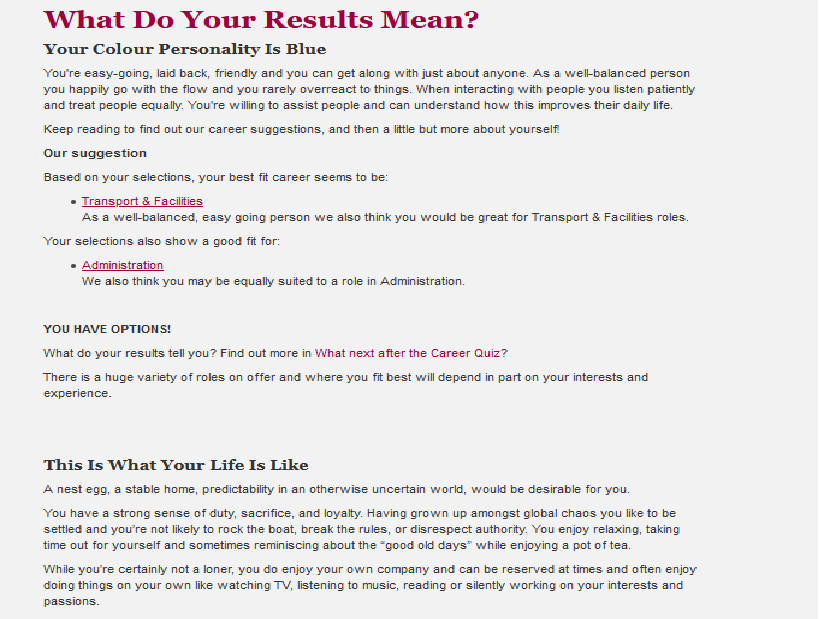 What Do Your Results Mean?
Your Colour Personality Is Blue
You're easy-going, laid back, friendly and you can get along with just about anyone. As a well-balanced person
you happily go with the flow and you rarely overreact to things. When interacting with people you listen patiently
and treat people equally. You're willing to assist people and can understand how this improves their daily life.
Keep reading to find out our career suggestions, and then a little but more about yourself!
Our suggestion
Based on your selections, your best fit career seems to be:
• Transport & Facilities
As a well-balanced, easy going person we also think you would be great for Transport & Facilities roles.
Your selections also show a good fit for:
• Administration
We also think you may be equally suited to a role in Administration.
YOU HAVE OPTIONS!
What do your results tell you? Find out more in What next after the Career Quiz?
There is a huge variety of roles on offer and where you fit best will depend in part on your interests and
experience.
This Is What Your Life Is Like
A nest egg, a stable home, predictability in an otherwise uncertain world, would be desirable for you.
You have a strong sense of duty, sacrifice, and loyalty. Having grown up amongst global chaos you like to be
settled and you're not likely to rock the boat, break the rules, or disrespect authority. You enjoy relaxing, taking
time out for yourself and sometimes reminiscing about the “good old days” while enjoying a pot of tea.
While you're certainly not a loner, you do enjoy your own company and can be reserved at times and often enjoy
doing things on your own like watching TV, listening to music, reading or silently working on your interests and
passions.